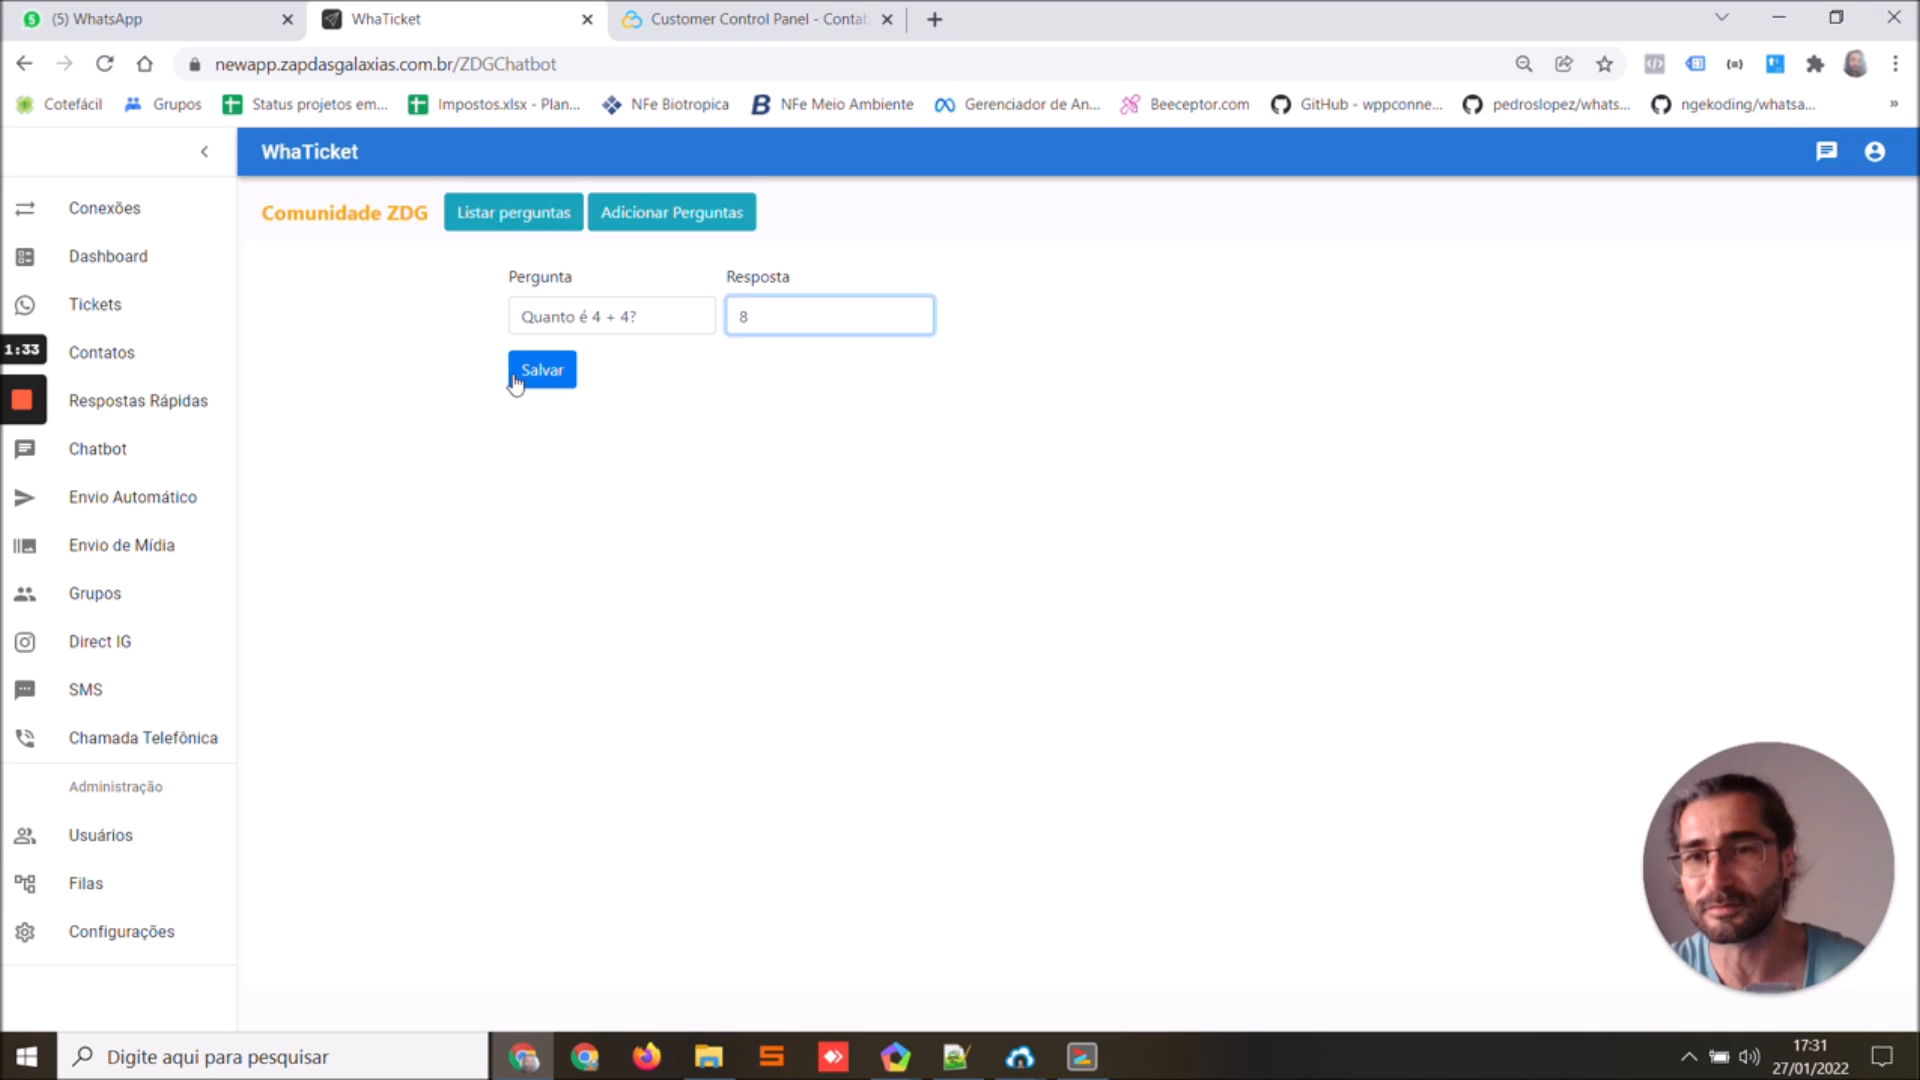 (5) WhatsApp
WhaTicket
Customer Control Panel - Contab
newapp.zapdasgalaxias.com.br/ZDGChatbot
Cotefácil
Grupos
Status projetos em...
Impostos.xlsx - Plan...
NFe Biotropica
NFe Meio Ambiente
Gerenciador de An...
Beeceptor.com
GitHub - wppconne...
pedroslopez/whats...
ngekoding/whatsa...
»
WhaTicket
Conexões
Dashboard
Tickets
1:33
Contatos
Respostas Rápidas
Chatbot
Envio Automático
Envio de Mídia
Grupos
Direct IG
SMS
Chamada Telefônica
Administração
Usuários
Filas
Configurações
Comunidade ZDG
Listar perguntas
Adicionar Perguntas
Pergunta
Resposta
Quanto é 4 + 4?
8
Salvar
Digite aqui para pesquisar
17:31
27/01/2022